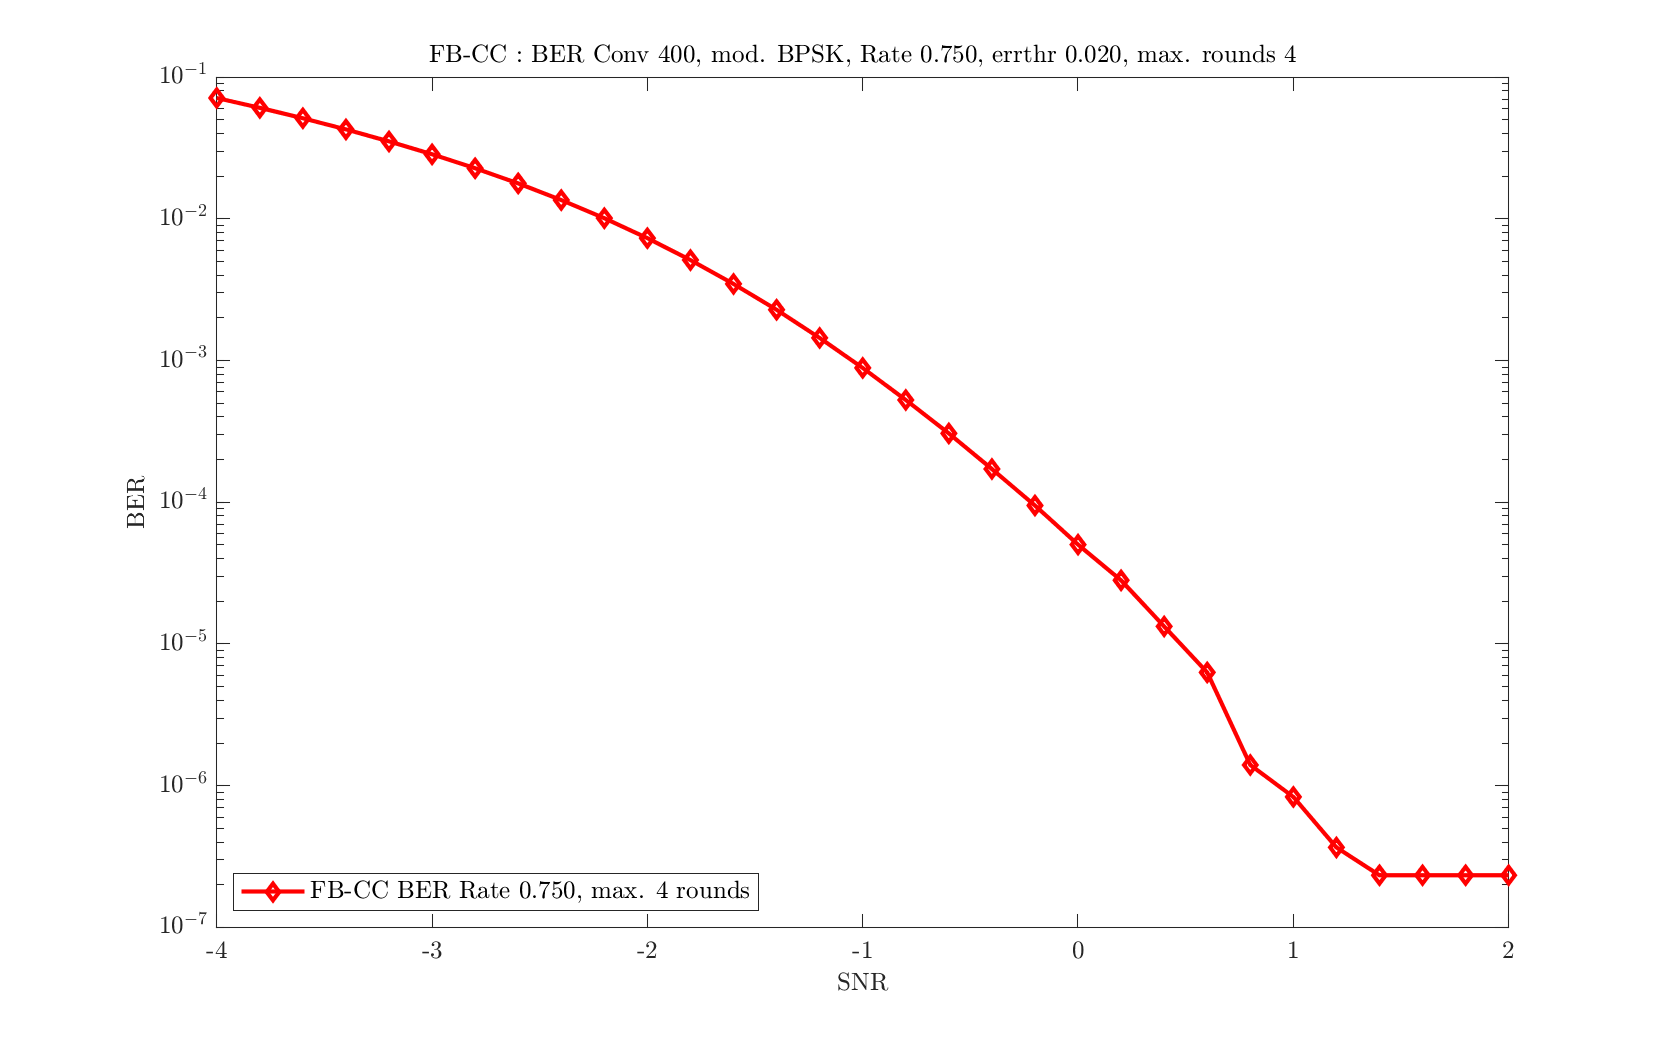 FB-CC : BER Conv 400, mod. BPSK, Rate 0.750, errthr 0.020, max. rounds 4
10⁻¹
10⁻²
10⁻³
10⁻⁴
10⁻⁵
10⁻⁶
10⁻⁷
BER
FB-CC BER Rate 0.750, max. 4 rounds
-4 -3 -2 -1 0 1 2
SNR